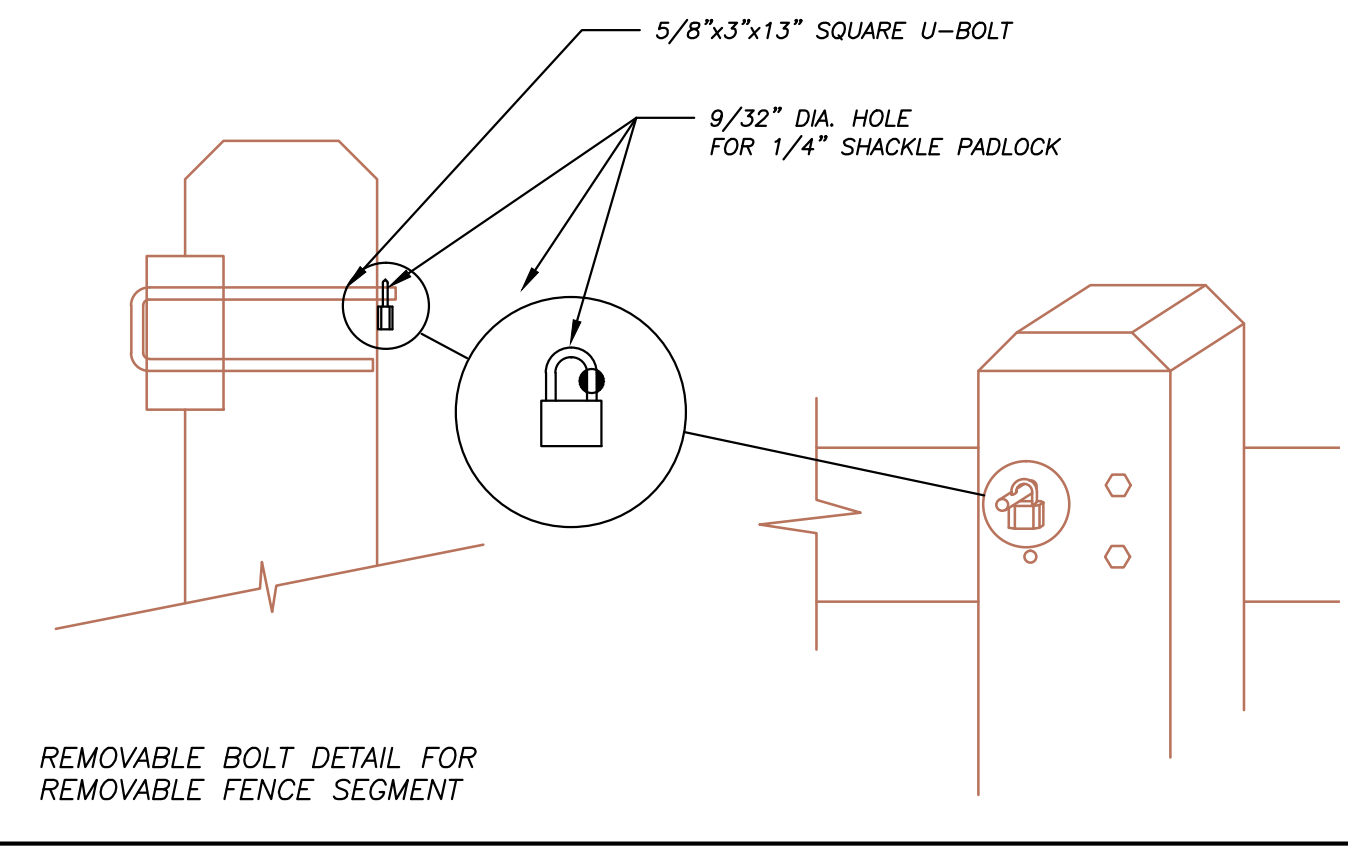 5/8"x3"x13" SQUARE U-BOLT
9/32" DIA. HOLE
FOR 1/4" SHACKLE PADLOCK
REMOVABLE BOLT DETAIL FOR
REMOVABLE FENCE SEGMENT